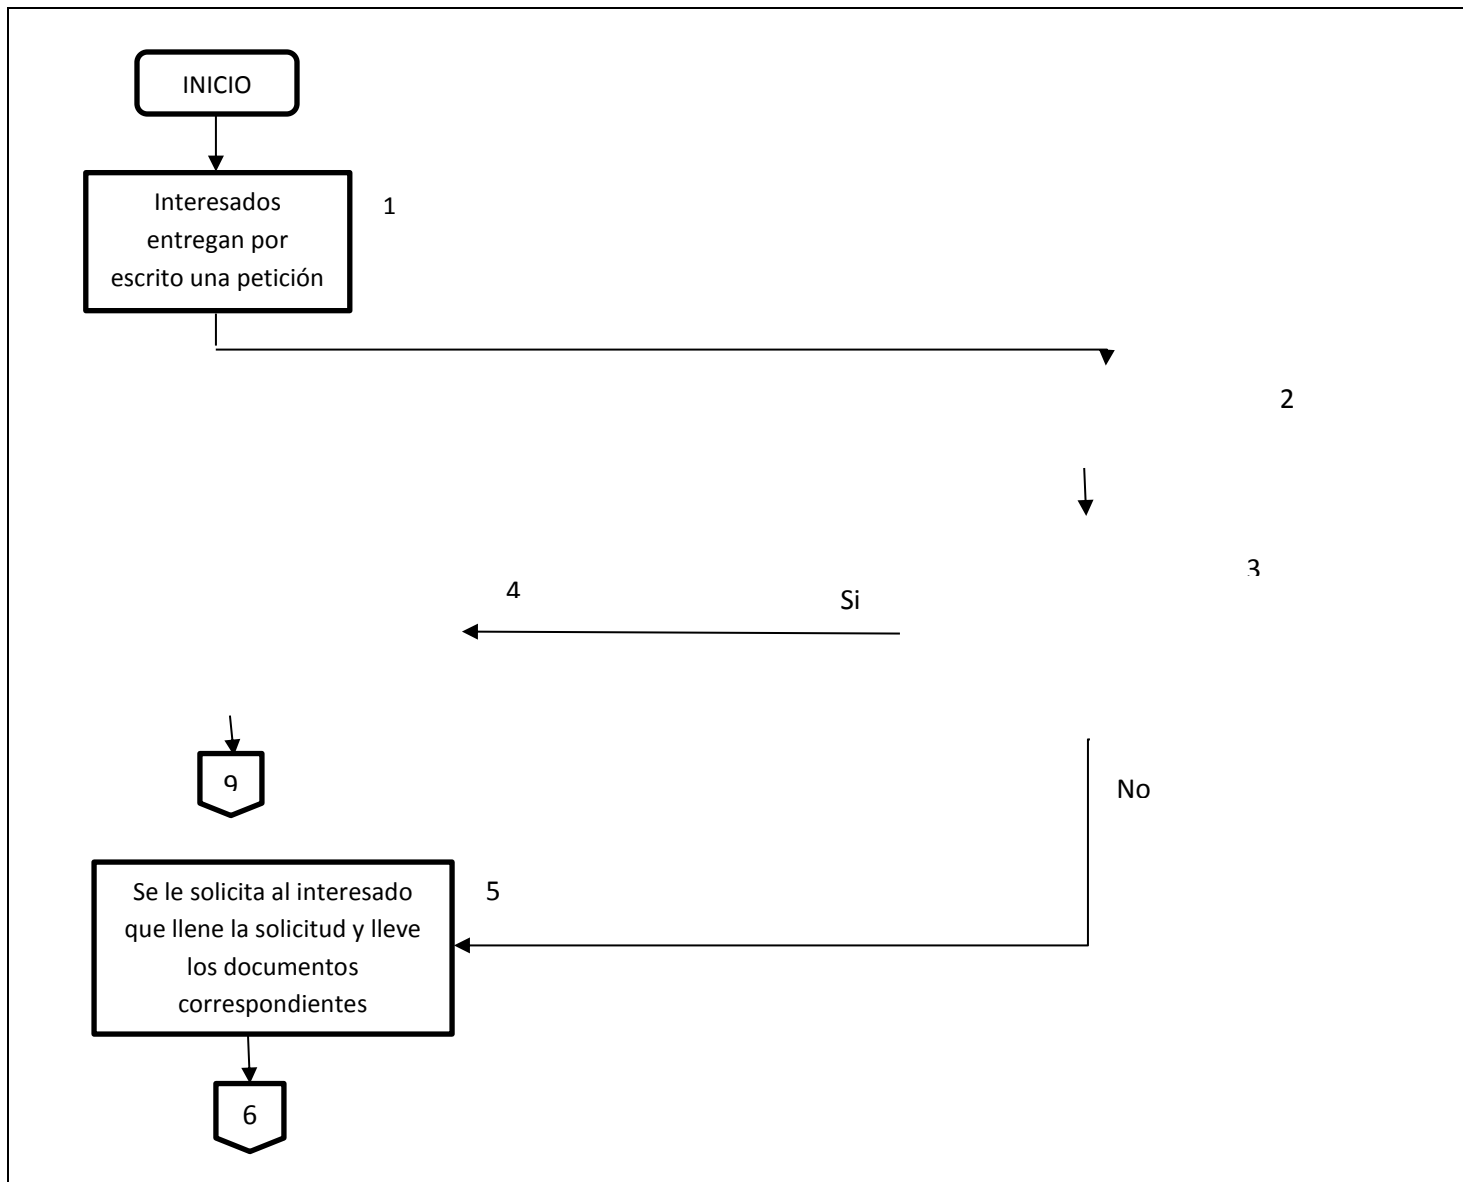 INICIO
Interesados
entregan por
escrito una petición
1
2
3
4
Si
9
No
Se le solicita al interesado
que llene la solicitud y lleve
los documentos
correspondientes
5
6